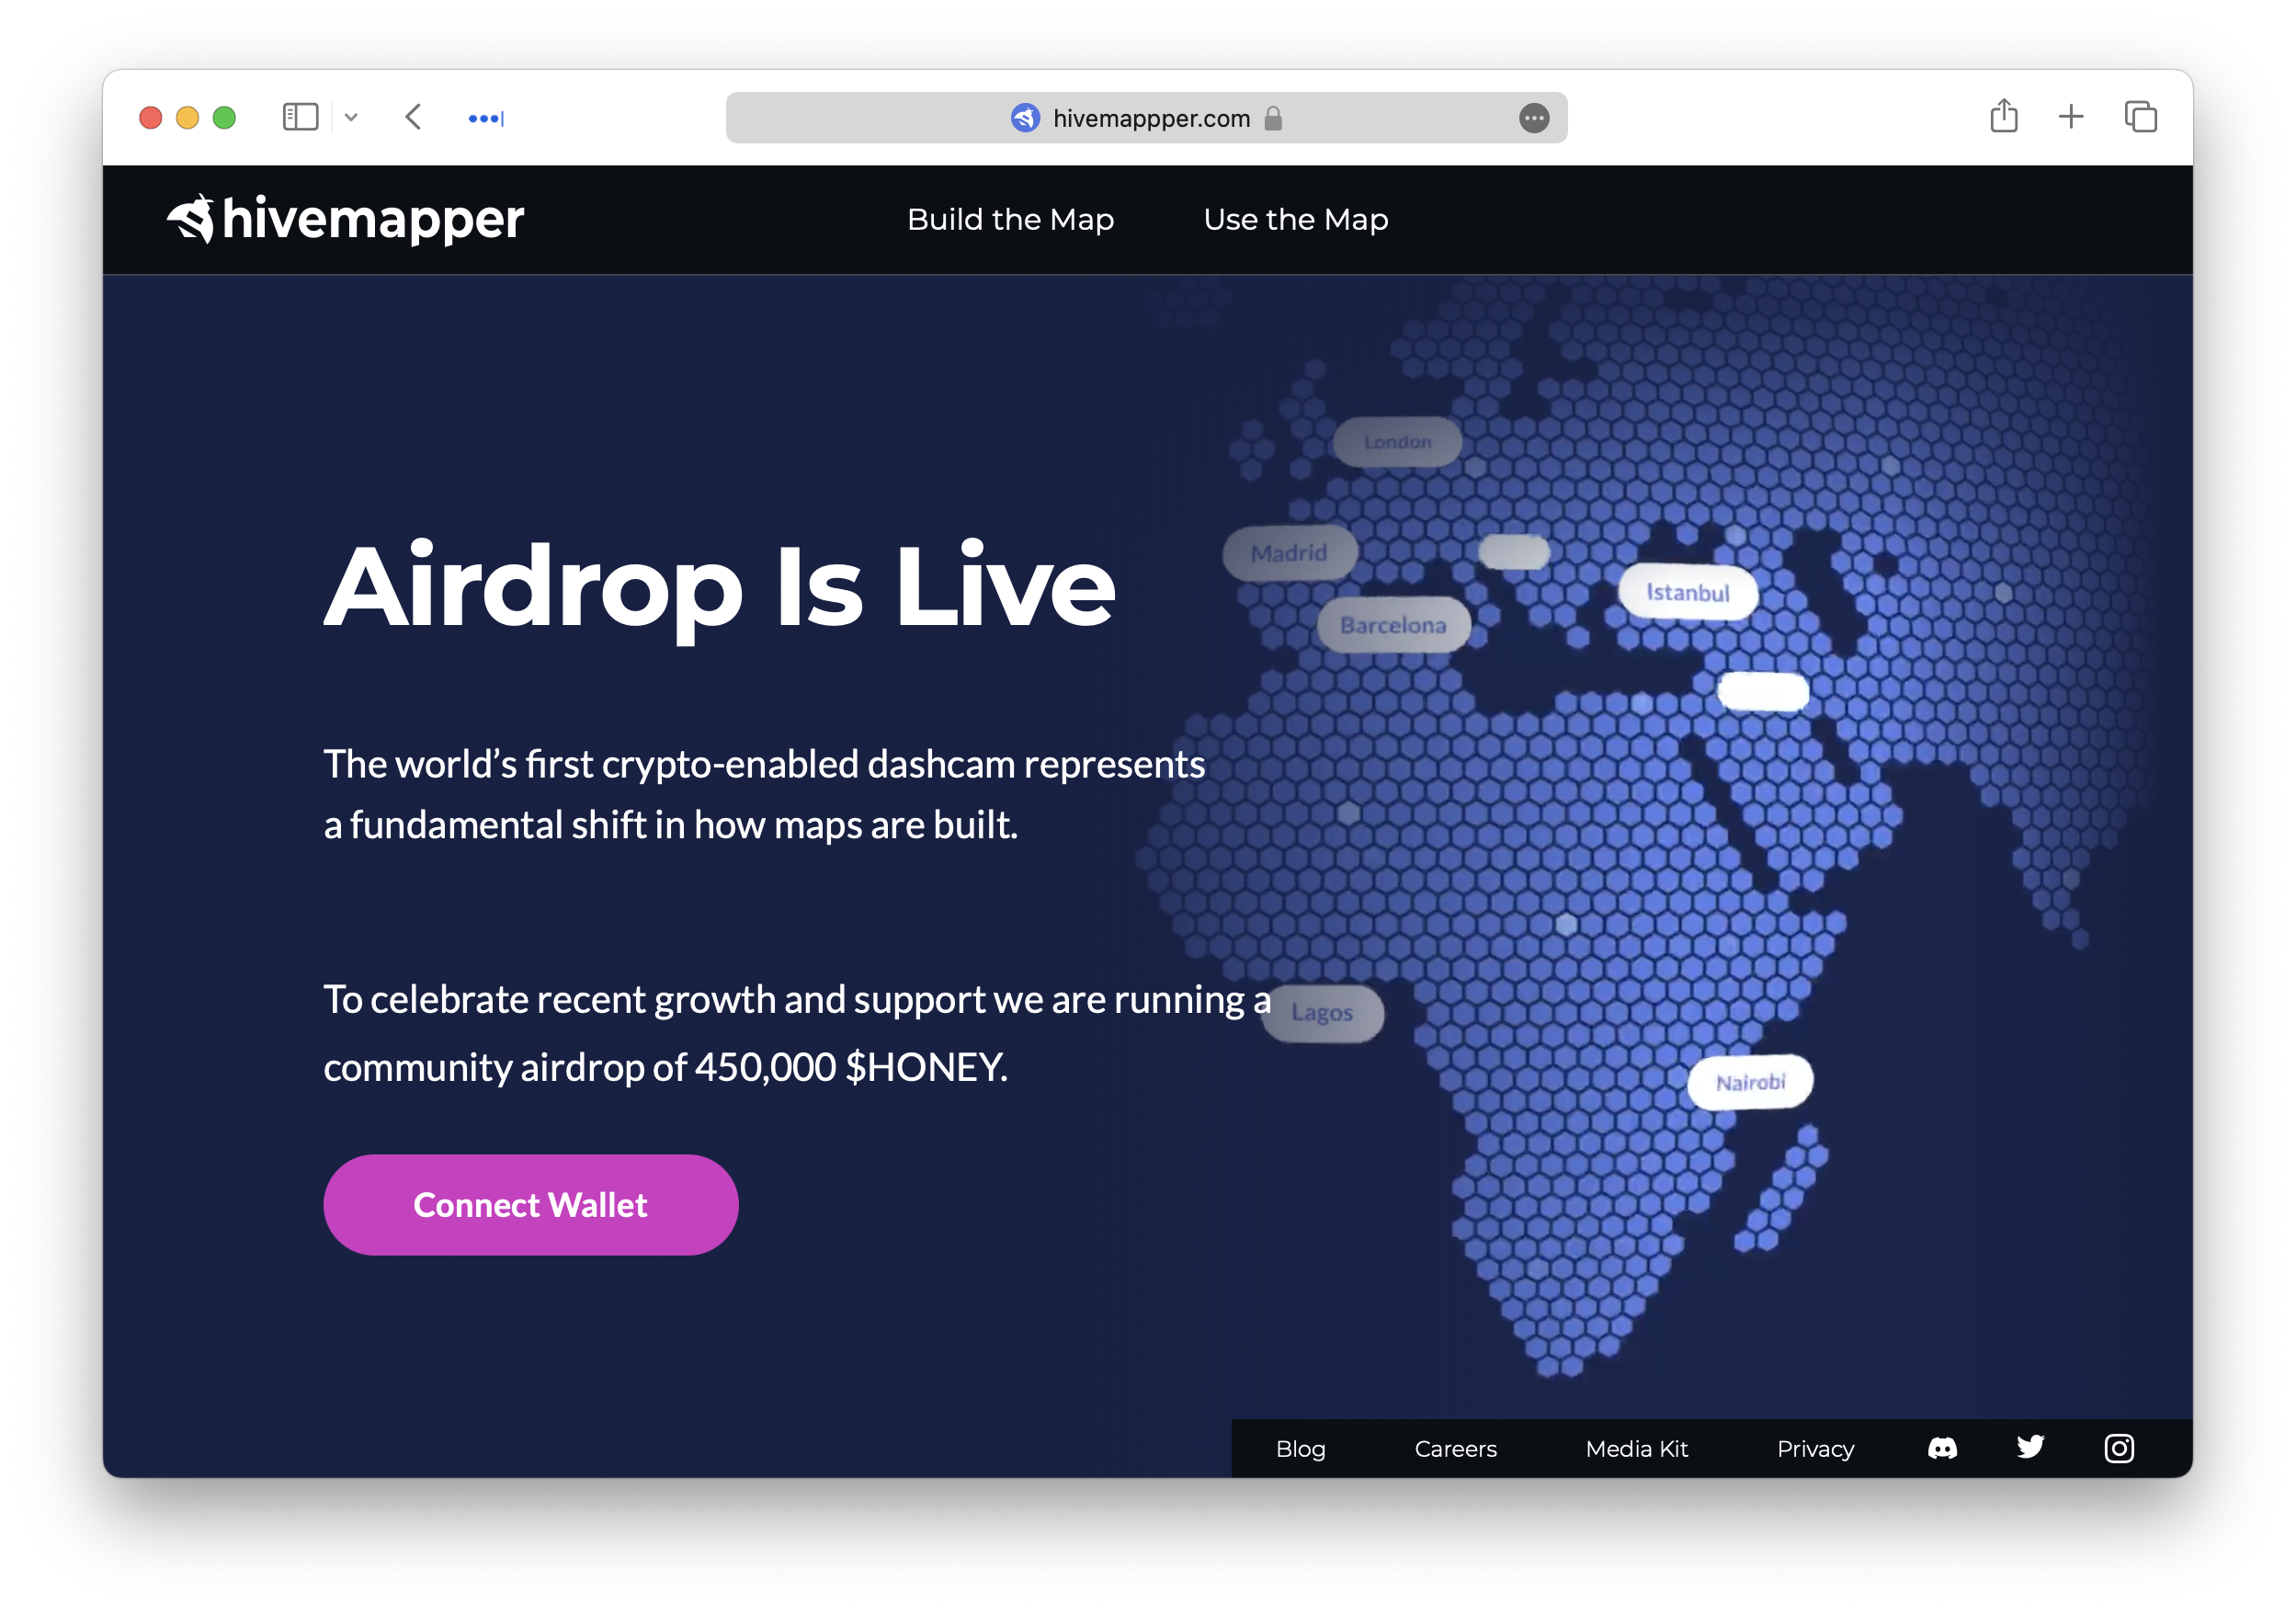 hivemappper.com
hivemapper
Build the Map
Use the Map
London
Madrid
Istanbul
Barcelona
Airdrop Is Live
The world’s first crypto-enabled dashcam represents
a fundamental shift in how maps are built.
To celebrate recent growth and support we are running a
community airdrop of 450,000 $HONEY.
Lagos
Nairobi
Connect Wallet
Blog
Careers
Media Kit
Privacy